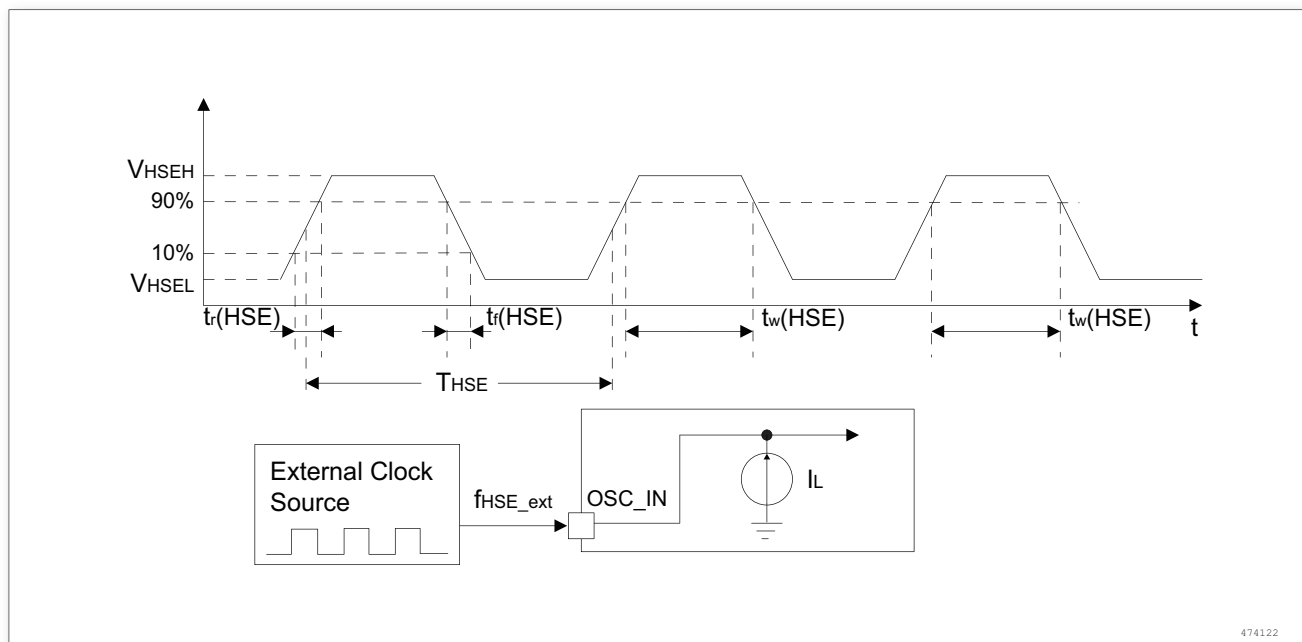 VHSEH
90%
10%
VHSEL
tr(HSE)
tf(HSE)
tw(HSE)
tw(HSE)
t
THSE
External Clock
Source
fHSE_ext
OSC_IN
IL
474122